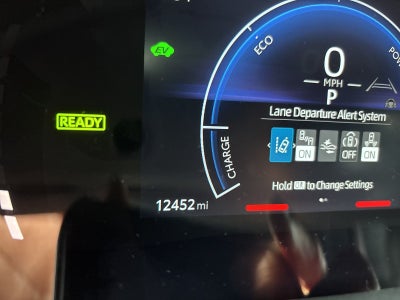 ECO
EV
0
MPH
P
READY
Lane Departure Alert System
ON
OFF
ON
CHARGE
Hold OK to Change Settings
12452 mi